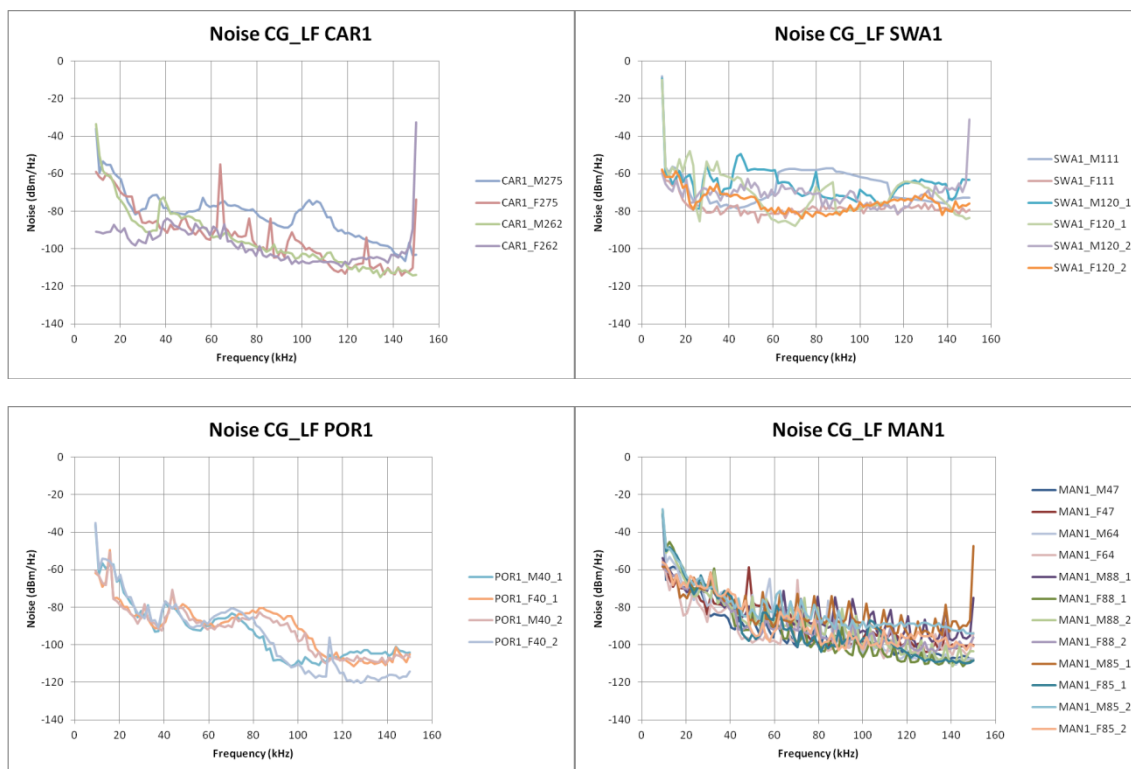 Noise CG_LF CAR1
0
-20
-40
-60
-80
-100
-120
-140
Noise (dBm/Hz)
0 20 40 60 80 100 120 140 160
Frequency (kHz)
CAR1_M275
CAR1_F275
CAR1_M262
CAR1_F262
Noise CG_LF SWA1
0
-20
-40
-60
-80
-100
-120
-140
Noise (dBm/Hz)
0 20 40 60 80 100 120 140 160
Frequency (kHz)
SWA1_M111
SWA1_F111
SWA1_M120_1
SWA1_F120_1
SWA1_M120_2
SWA1_F120_2
Noise CG_LF POR1
0
-20
-40
-60
-80
-100
-120
-140
Noise (dBm/Hz)
0 20 40 60 80 100 120 140 160
Frequency (kHz)
POR1_M40_1
POR1_F40_1
POR1_M40_2
POR1_F40_2
Noise CG_LF MAN1
0
-20
-40
-60
-80
-100
-120
-140
Noise (dBm/Hz)
0 20 40 60 80 100 120 140 160
Frequency (kHz)
MAN1_M47
MAN1_F47
MAN1_M64
MAN1_F64
MAN1_M88_1
MAN1_F88_1
MAN1_M88_2
MAN1_F88_2
MAN1_M85_1
MAN1_F85_1
MAN1_M85_2
MAN1_F85_2